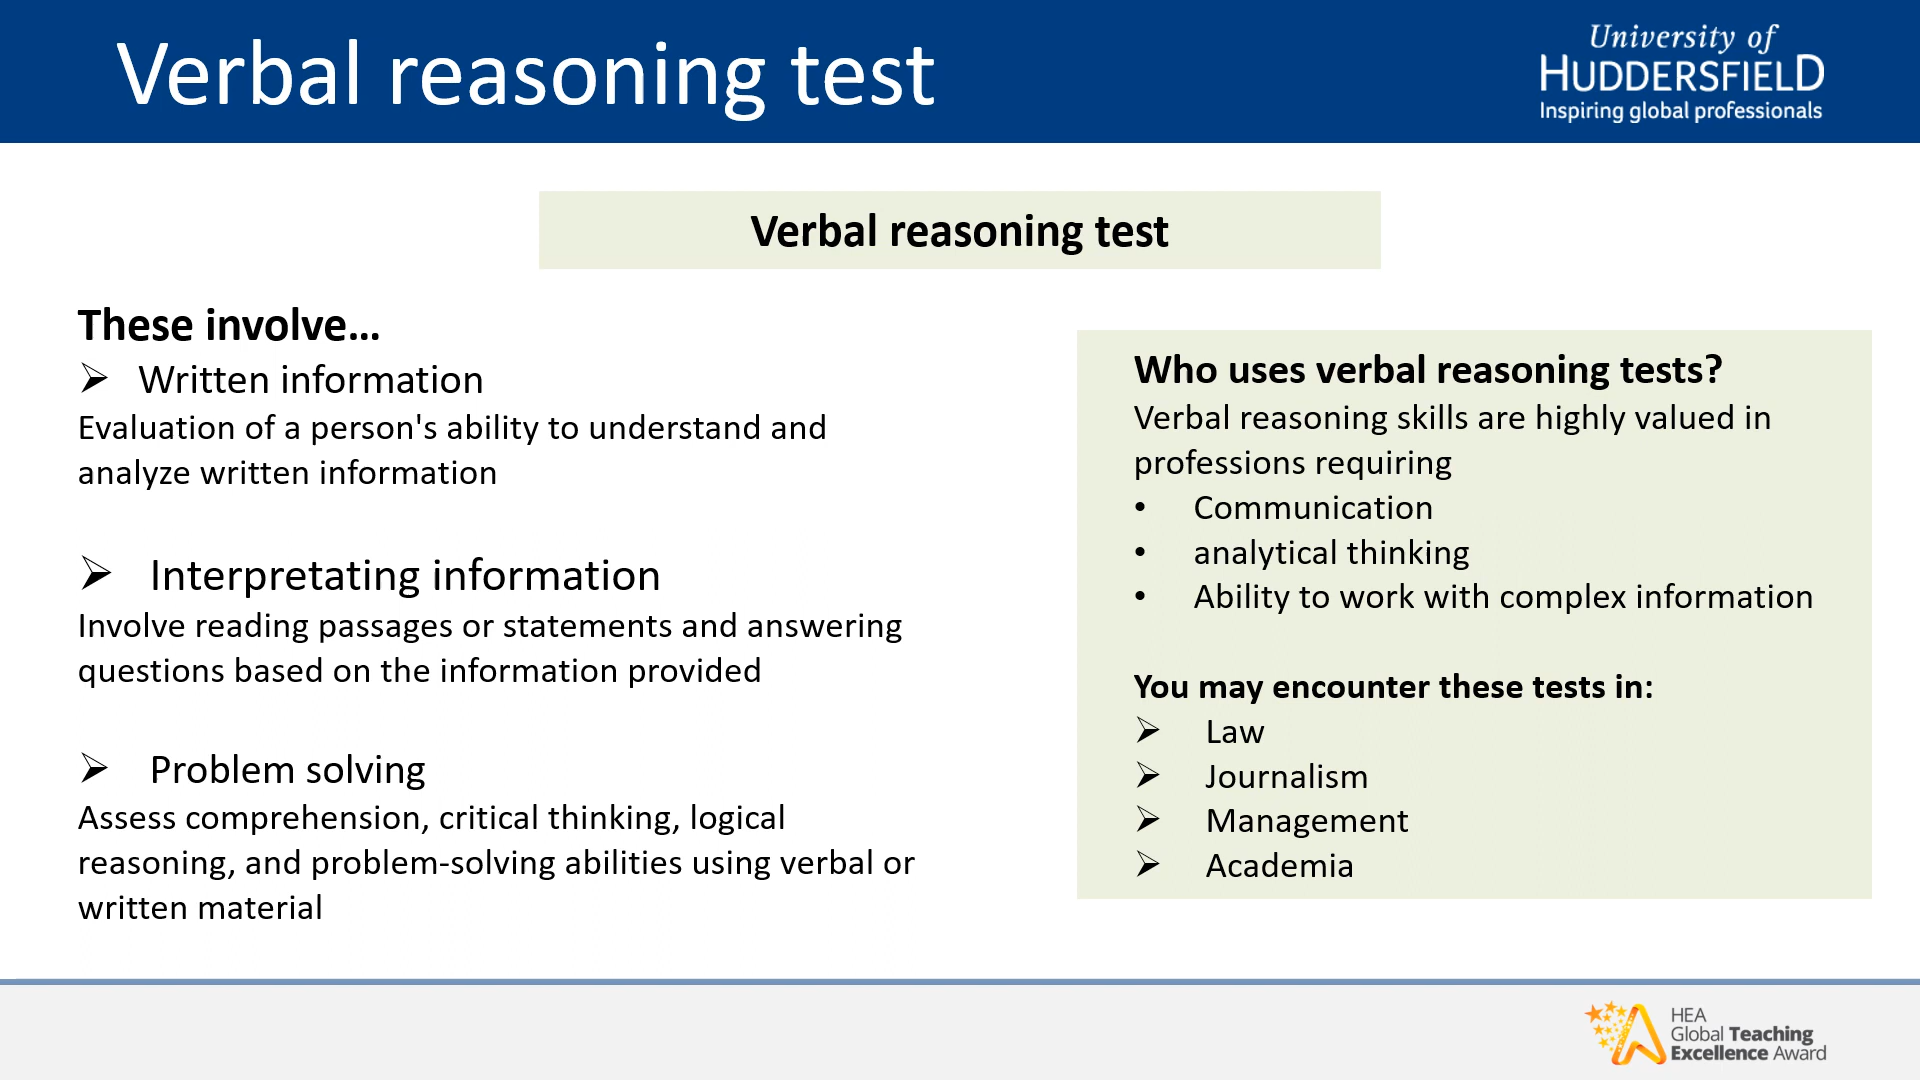 Verbal reasoning test
University of
HUDDERSFIELD
Inspiring global professionals
Verbal reasoning test
These involve...
➢ Written information
Evaluation of a person's ability to understand and
analyze written information
➢ Interpretating information
Involve reading passages or statements and answering
questions based on the information provided
➢ Problem solving
Assess comprehension, critical thinking, logical
reasoning, and problem-solving abilities using verbal or
written material
Who uses verbal reasoning tests?
Verbal reasoning skills are highly valued in
professions requiring
• Communication
• analytical thinking
• Ability to work with complex information
You may encounter these tests in:
➢ Law
➢ Journalism
➢ Management
➢ Academia
HEA
Global Teaching
Excellence Award